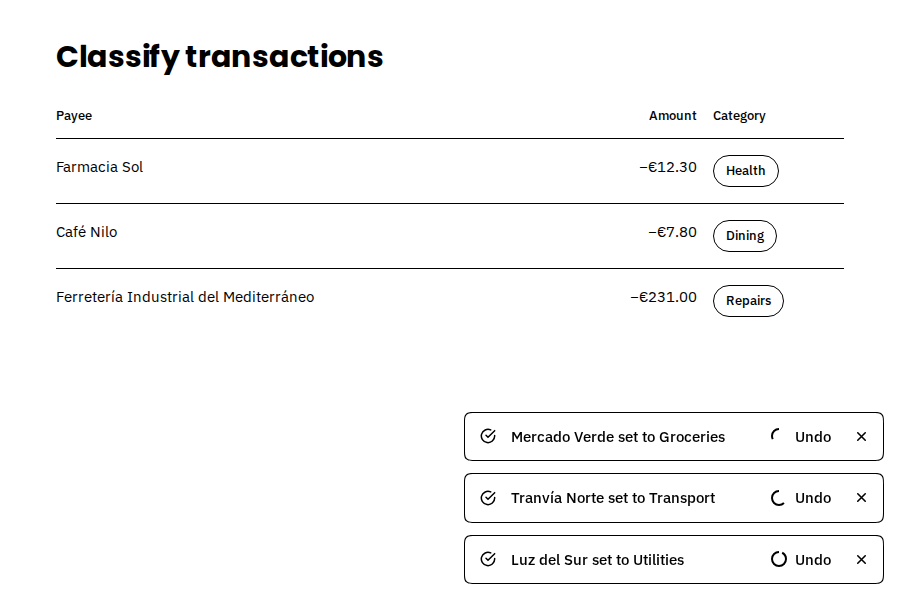 Classify transactions
Payee Amount Category
Farmacia Sol −€12.30 Health
Café Nilo −€7.80 Dining
Ferretería Industrial del Mediterráneo −€231.00 Repairs
Mercado Verde set to Groceries Undo
Tranvía Norte set to Transport Undo
Luz del Sur set to Utilities Undo